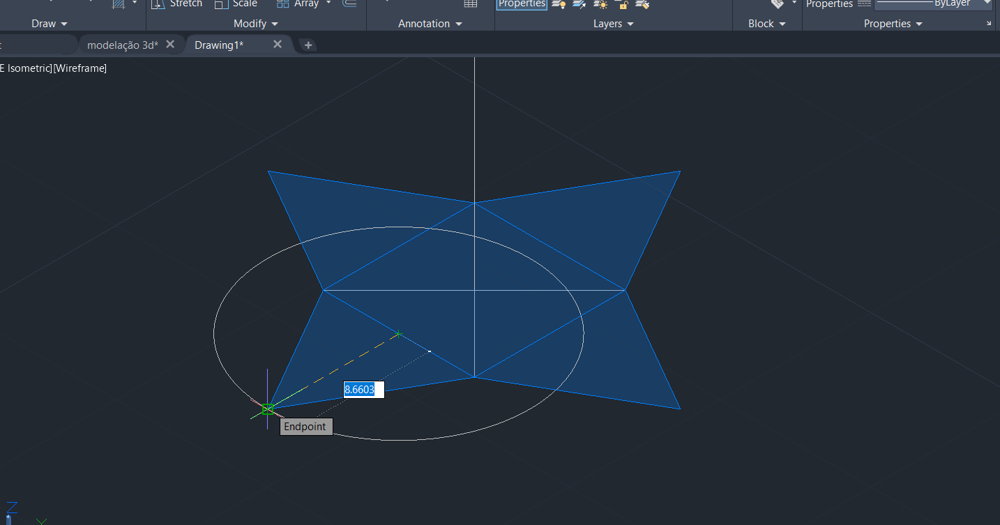 Stretch Scale Array Properties Properties ByLayer
Draw Modify Annotation Layers Block Properties
modelação 3d* Drawing1*
E Isometric][Wireframe]
8.6603
Endpoint
Z
Y